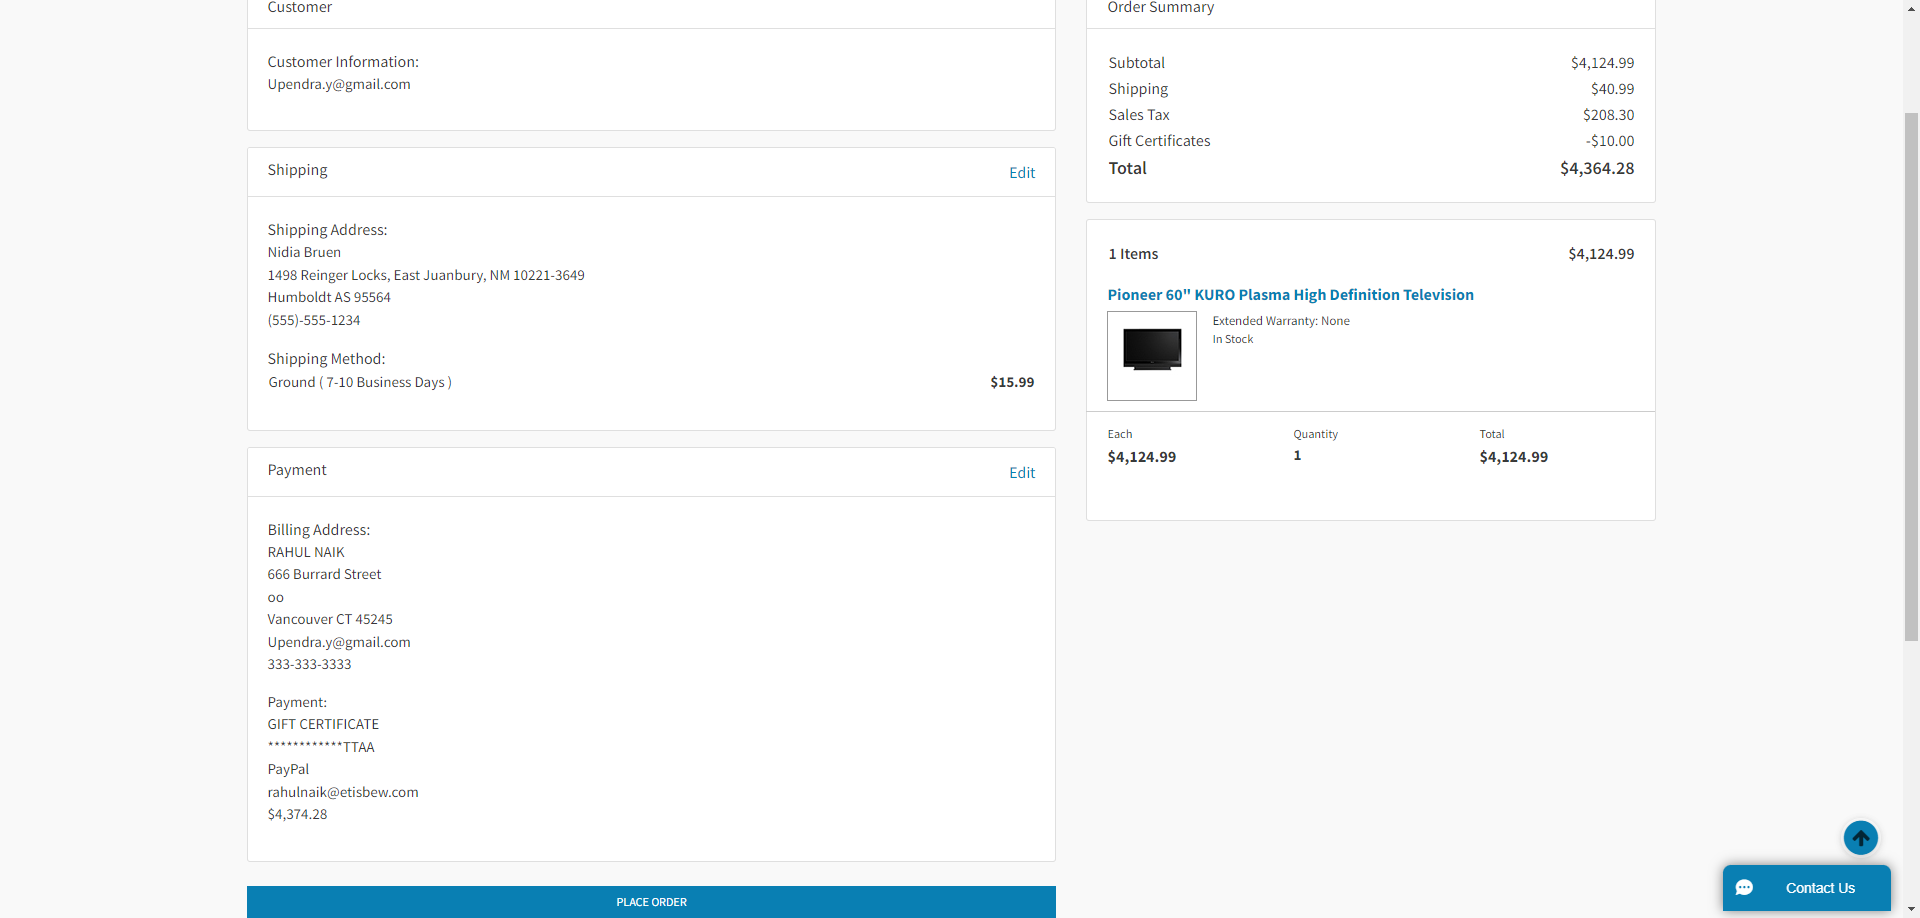 Customer
Customer Information:
Upendra.y@gmail.com
Shipping
Edit
Shipping Address:
Nidia Bruen
1498 Reinger Locks, East Juanbury, NM 10221-3649
Humboldt AS 95564
(555)-555-1234
Shipping Method:
Ground ( 7-10 Business Days ) $15.99
Payment
Edit
Billing Address:
RAHUL NAIK
666 Burrard Street
oo
Vancouver CT 45245
Upendra.y@gmail.com
333-333-3333
Payment:
GIFT CERTIFICATE
************TTAA
PayPal
rahulnaik@etisbew.com
$4,374.28
PLACE ORDER
Order Summary
Subtotal $4,124.99
Shipping $40.99
Sales Tax $208.30
Gift Certificates -$10.00
Total $4,364.28
1 Items $4,124.99
Pioneer 60" KURO Plasma High Definition Television
Extended Warranty: None
In Stock
Each Quantity Total
$4,124.99 1 $4,124.99
Contact Us